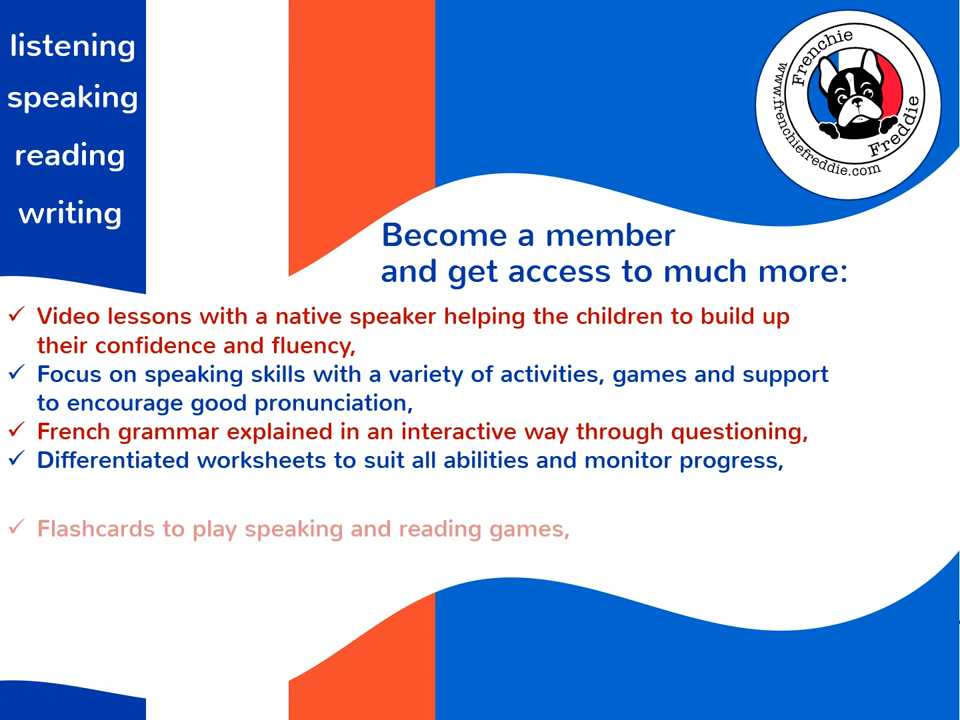 listening
speaking
reading
writing
Frenchie
Freddie
www.frenchiefreddie.com
Become a member
and get access to much more:
✓ Video lessons with a native speaker helping the children to build up
their confidence and fluency,
✓ Focus on speaking skills with a variety of activities, games and support
to encourage good pronunciation,
✓ French grammar explained in an interactive way through questioning,
✓ Differentiated worksheets to suit all abilities and monitor progress,
✓ Flashcards to play speaking and reading games,